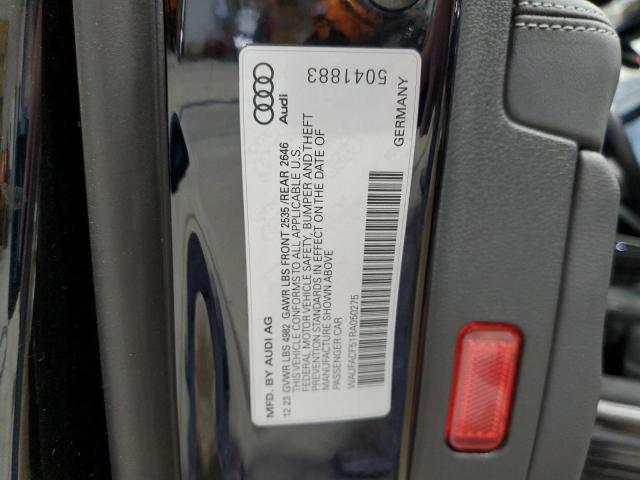 MFD. BY AUDI AG
Audi
12 23 GVWR LBS 4982 GAWR LBS FRONT 2535 /REAR 2646
THIS VEHICLE CONFORMS TO ALL APPLICABLE U.S.
FEDERAL MOTOR VEHICLE SAFETY, BUMPER AND THEFT
PREVENTION STANDARDS IN EFFECT ON THE DATE OF
MANUFACTURE SHOWN ABOVE
PASSENGER CAR
WAUFACF51RA050275
5041883
GERMANY